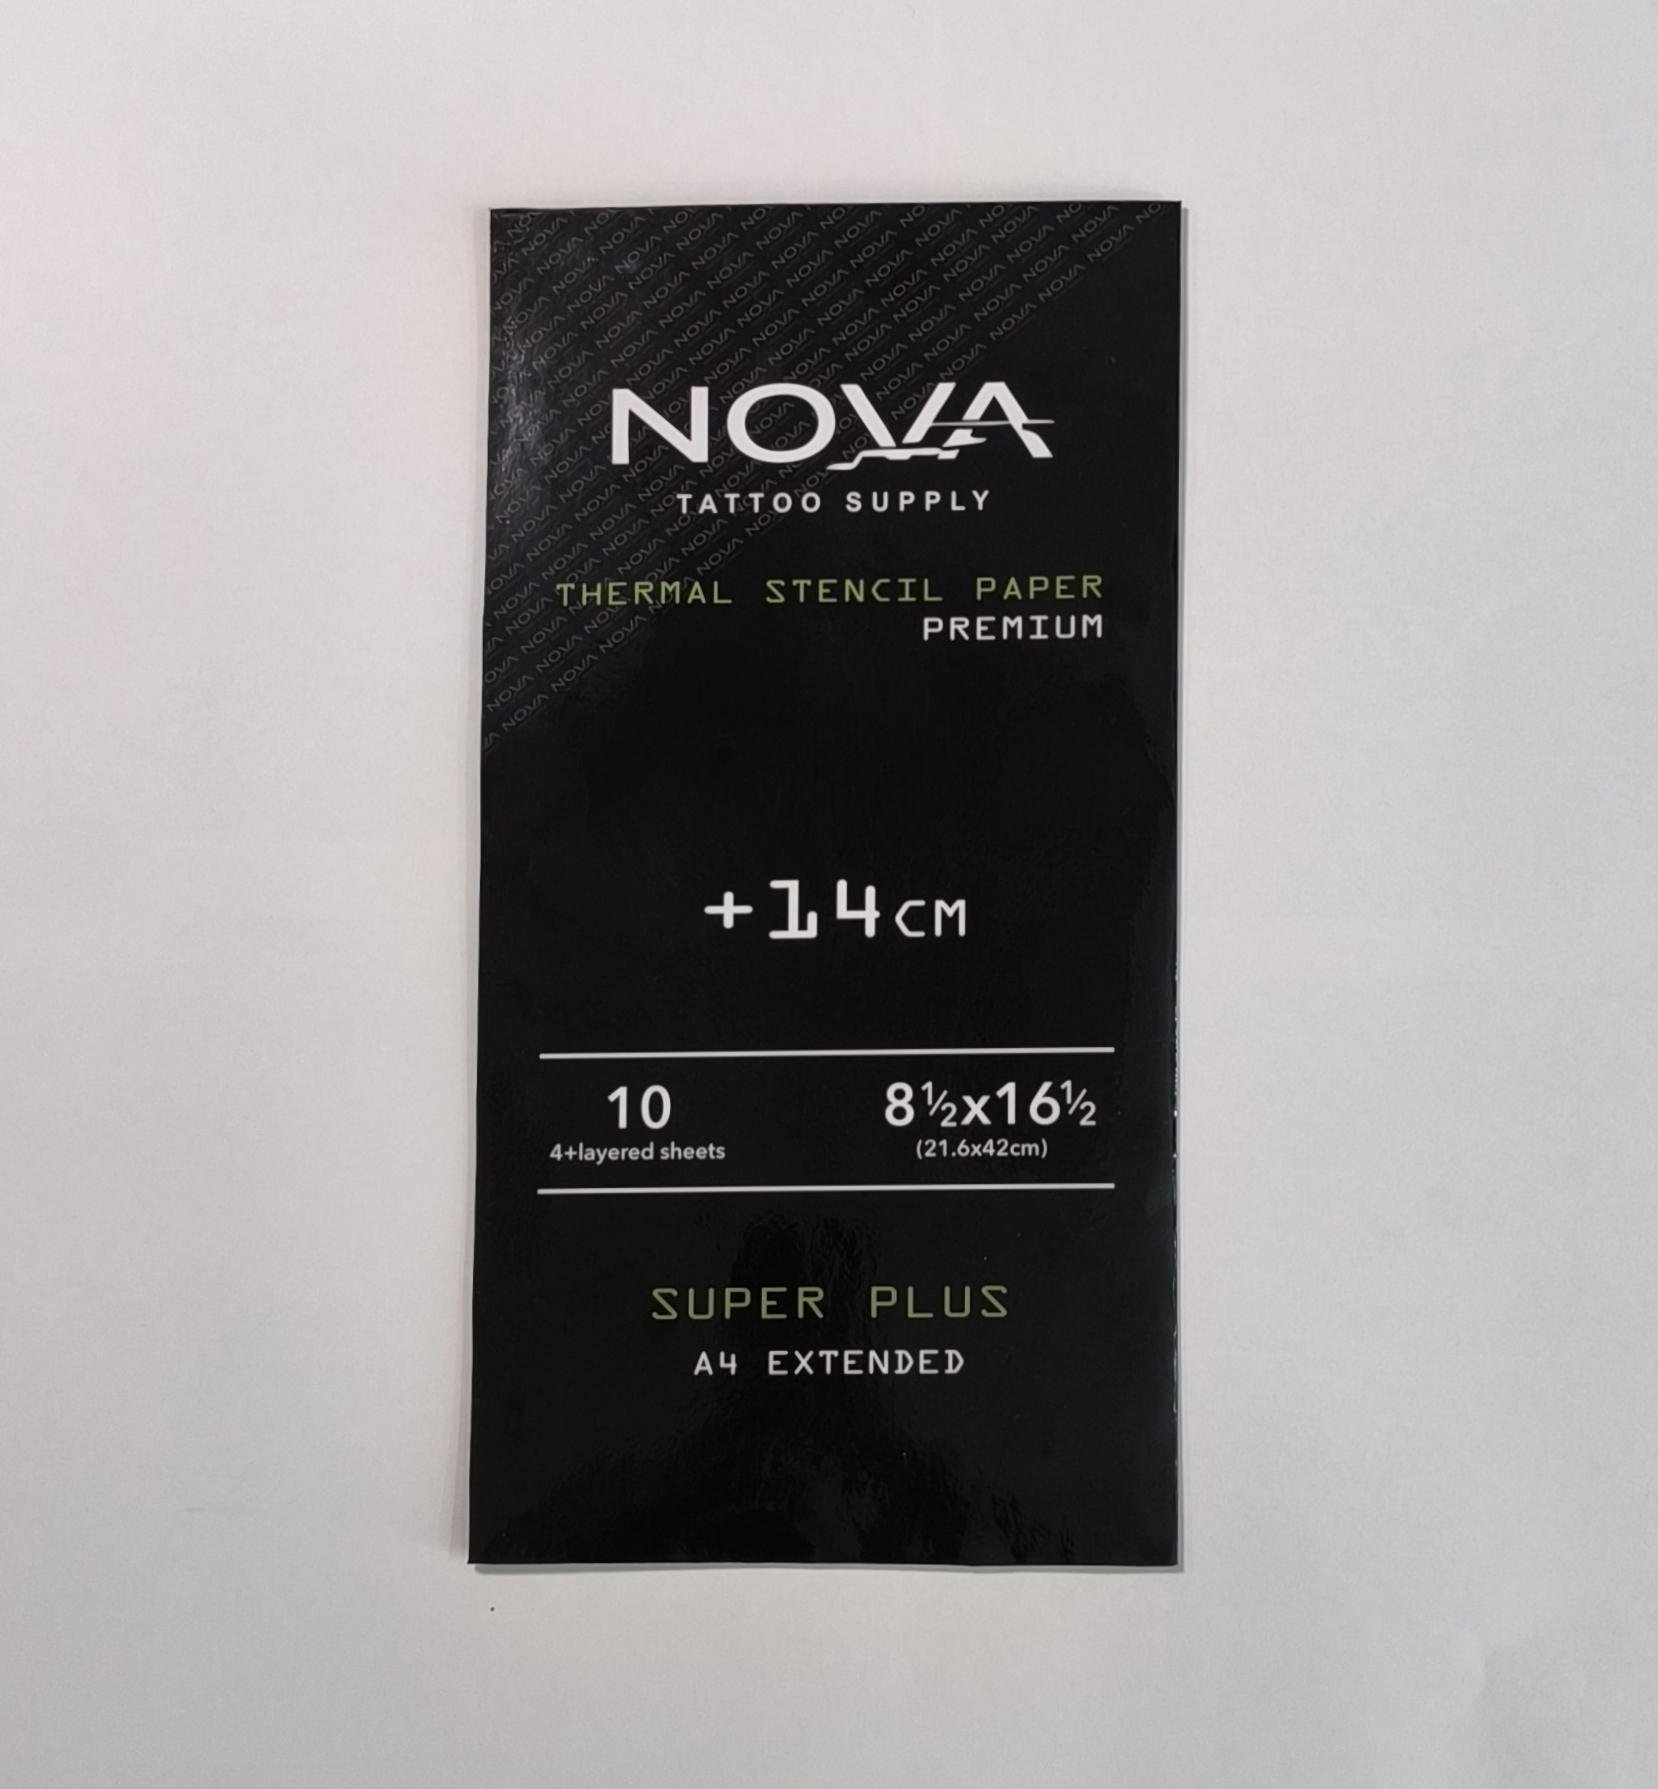 NOVA
TATTOO SUPPLY
THERMAL STENCIL PAPER
PREMIUM
+14CM
10
4+layered sheets
8½x16½
(21.6x42cm)
SUPER PLUS
A4 EXTENDED